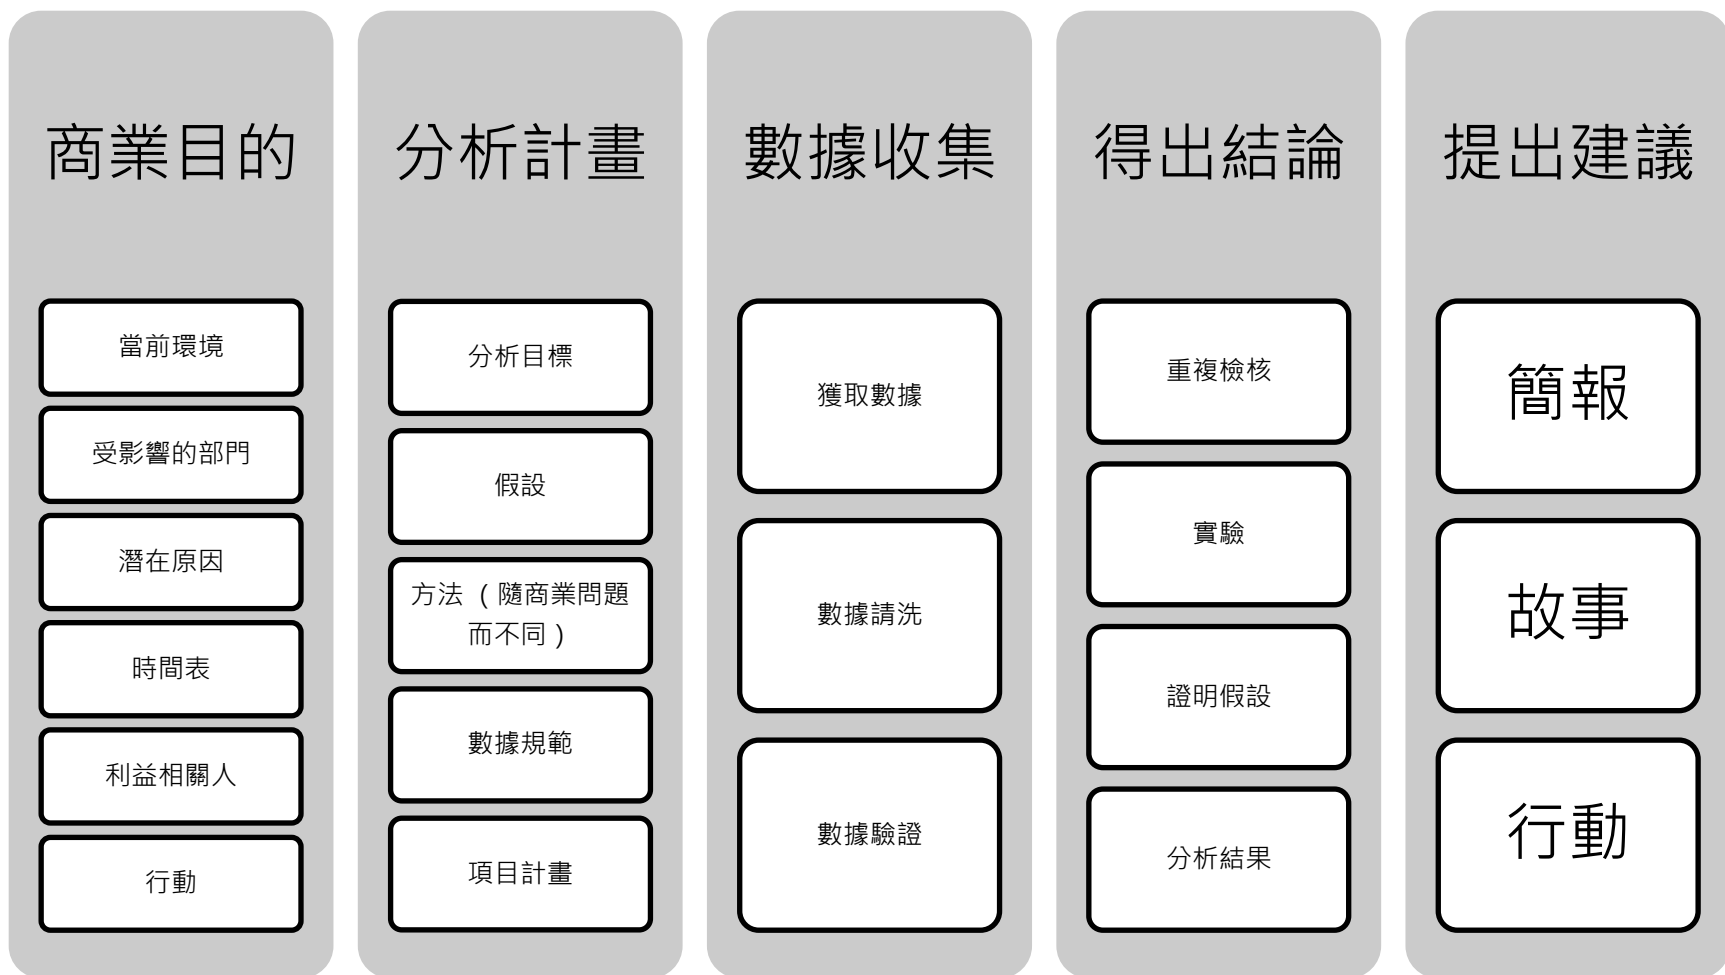 商業目的
當前環境
受影響的部門
潛在原因
時間表
利益相關人
行動
分析計畫
分析目標
假設
方法 （隨商業問題
而不同）
數據規範
項目計畫
數據收集
獲取數據
數據請洗
數據驗證
得出結論
重複檢核
實驗
證明假設
分析結果
提出建議
簡報
故事
行動